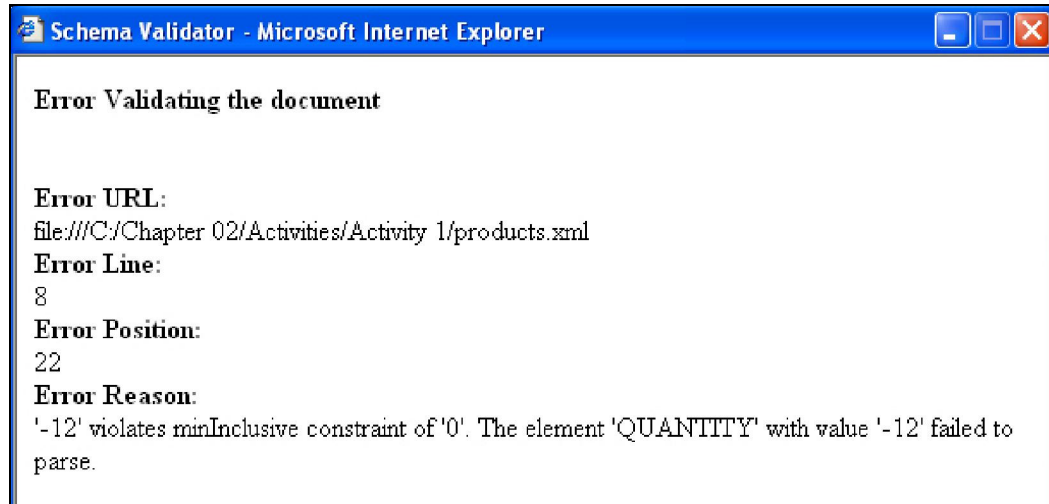 Schema Validator - Microsoft Internet Explorer
Error Validating the document
Error URL:
file:///C:/Chapter 02/Activities/Activity 1/products.xml
Error Line:
8
Error Position:
22
Error Reason:
'-12' violates minInclusive constraint of '0'. The element 'QUANTITY' with value '-12' failed to
parse.